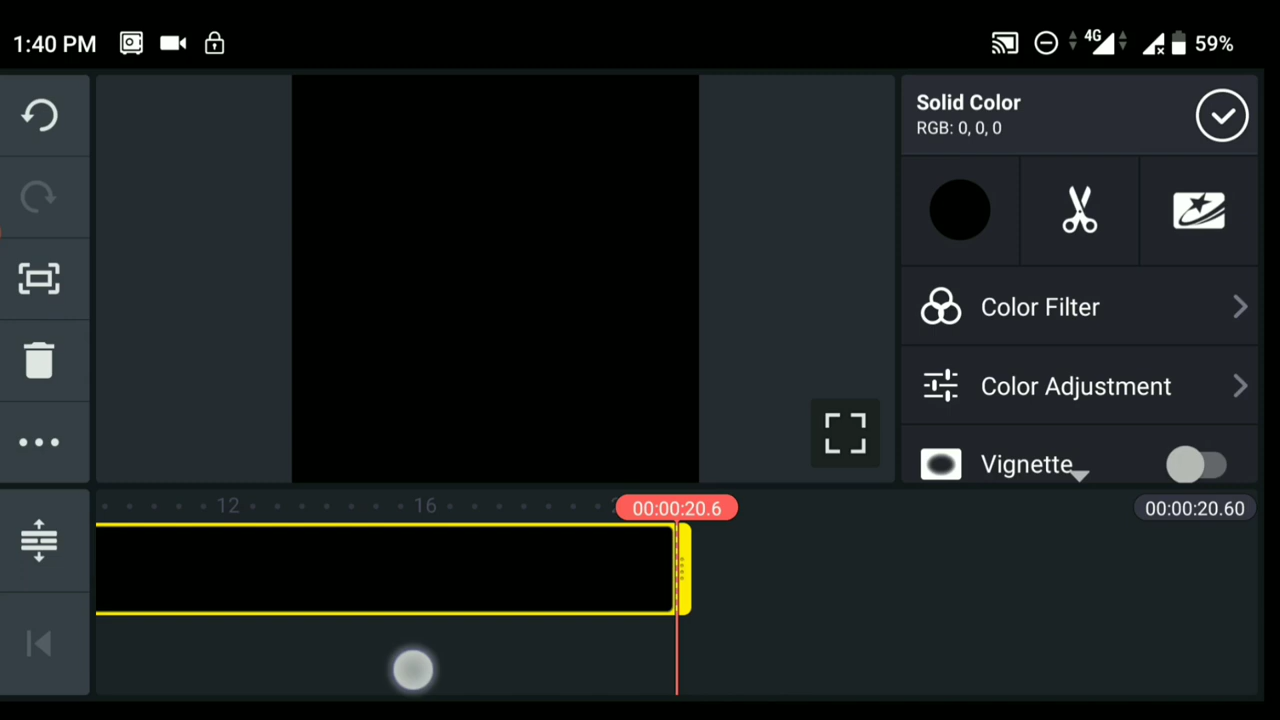 1:40 PM
4G
59%
Solid Color
RGB: 0, 0, 0
Color Filter
Color Adjustment
Vignette
12
16
00:00:20.6
00:00:20.60